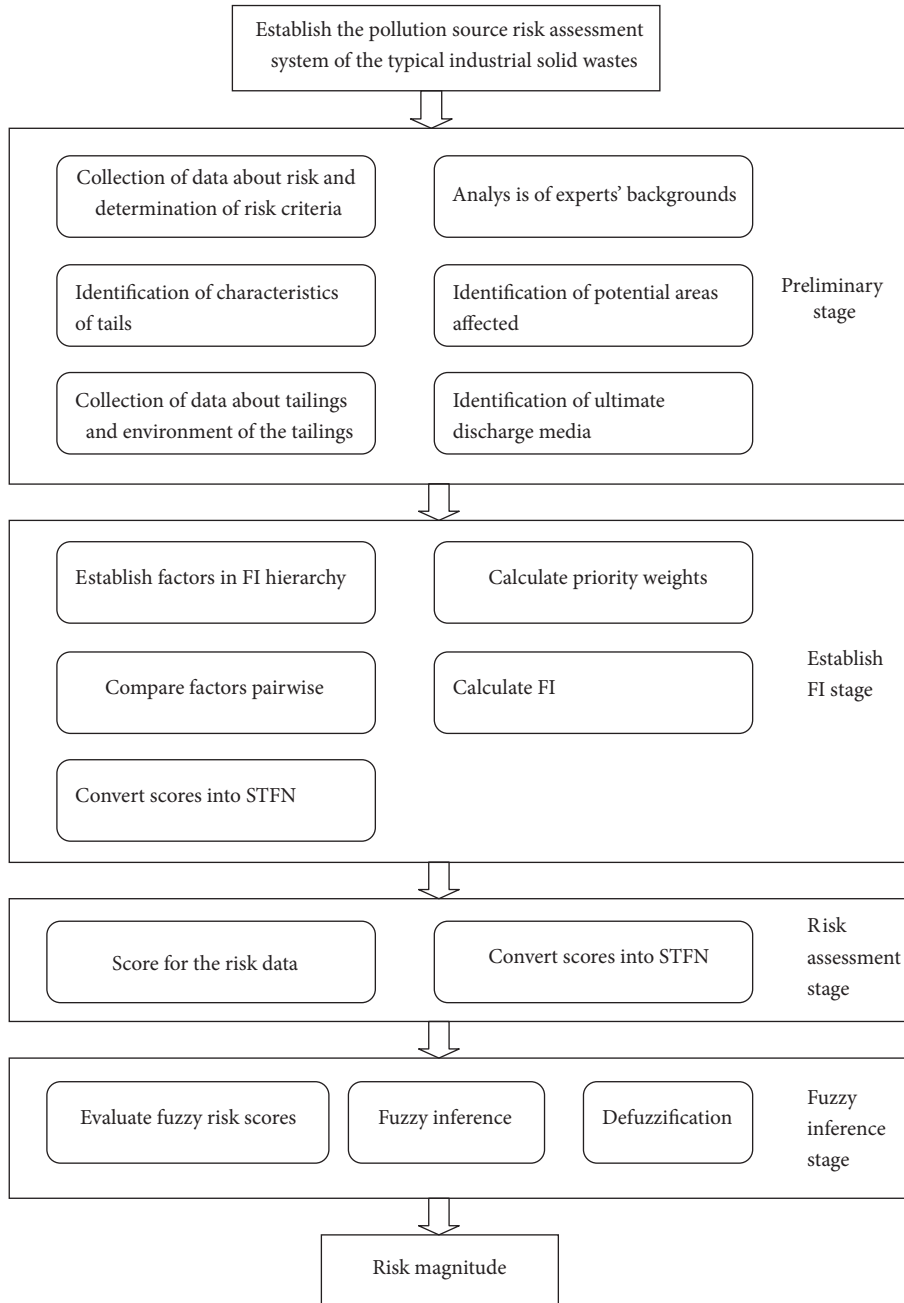 Establish the pollution source risk assessment
system of the typical industrial solid wastes
Collection of data about risk and
determination of risk criteria
Analys is of experts’ backgrounds
Identification of characteristics
of tails
Identification of potential areas
affected
Preliminary
stage
Collection of data about tailings
and environment of the tailings
Identification of ultimate
discharge media
Establish factors in FI hierarchy
Calculate priority weights
Compare factors pairwise
Calculate FI
Establish
FI stage
Convert scores into STFN
Score for the risk data
Convert scores into STFN
Risk
assessment
stage
Evaluate fuzzy risk scores
Fuzzy inference
Defuzzification
Fuzzy
inference
stage
Risk magnitude